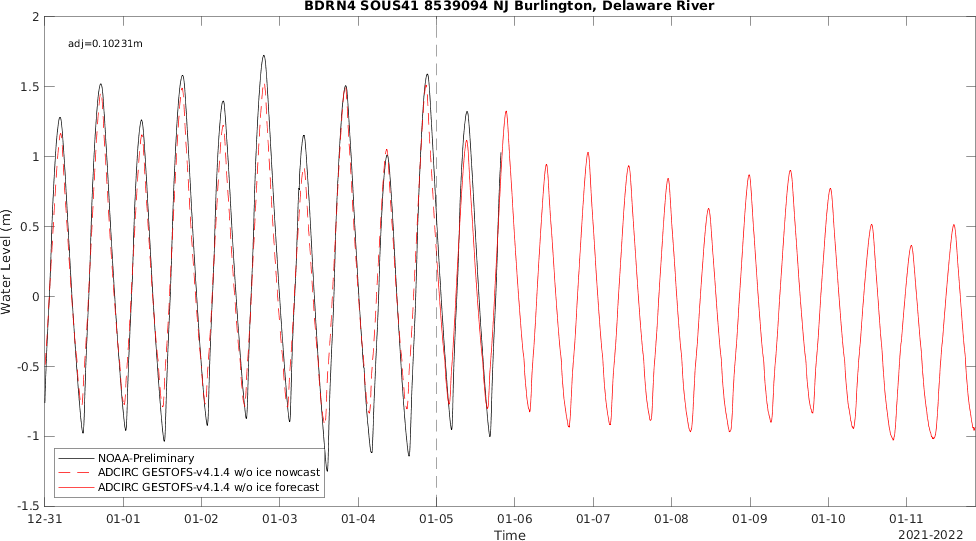 BDRN4 SOUS41 8539094 NJ Burlington, Delaware River
adj=0.10231m
2
1.5
1
0.5
0
-0.5
-1
-1.5
Water Level (m)
NOAA-Preliminary
ADCIRC GESTOFS-v4.1.4 w/o ice nowcast
ADCIRC GESTOFS-v4.1.4 w/o ice forecast
12-31 01-01 01-02 01-03 01-04 01-05 01-06 01-07 01-08 01-09 01-10 01-11
Time
2021-2022